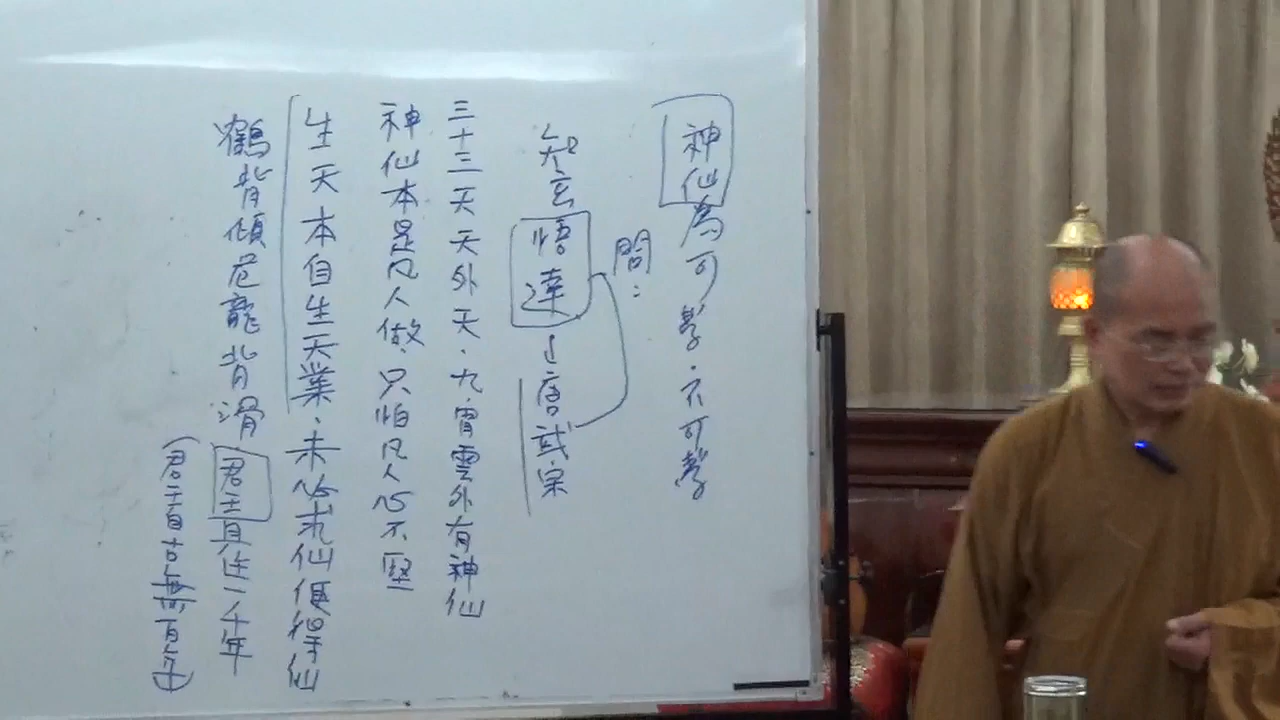 神仙為可學．不可學
問：
知玄悟達→唐武宗
三十三天天外天．九霄雲外有神仙
神仙本是凡人做．只怕凡人心不堅
生天本自生天業．未必求仙便得仙
鶴背傾危龍背滑君王且住一千年
(君王自古無百年)